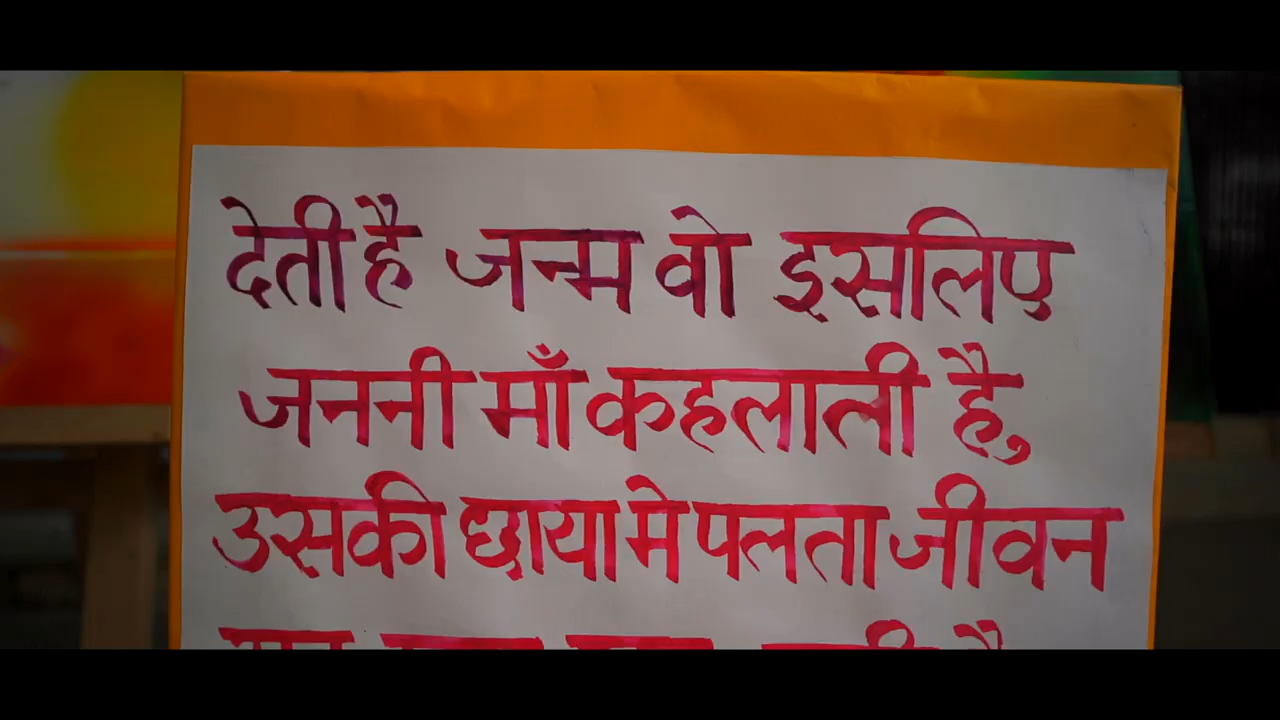 देती है जन्म वो इसलिए
जननी माँ कहलाती है,
उसकी छाया मे पलता जीवन